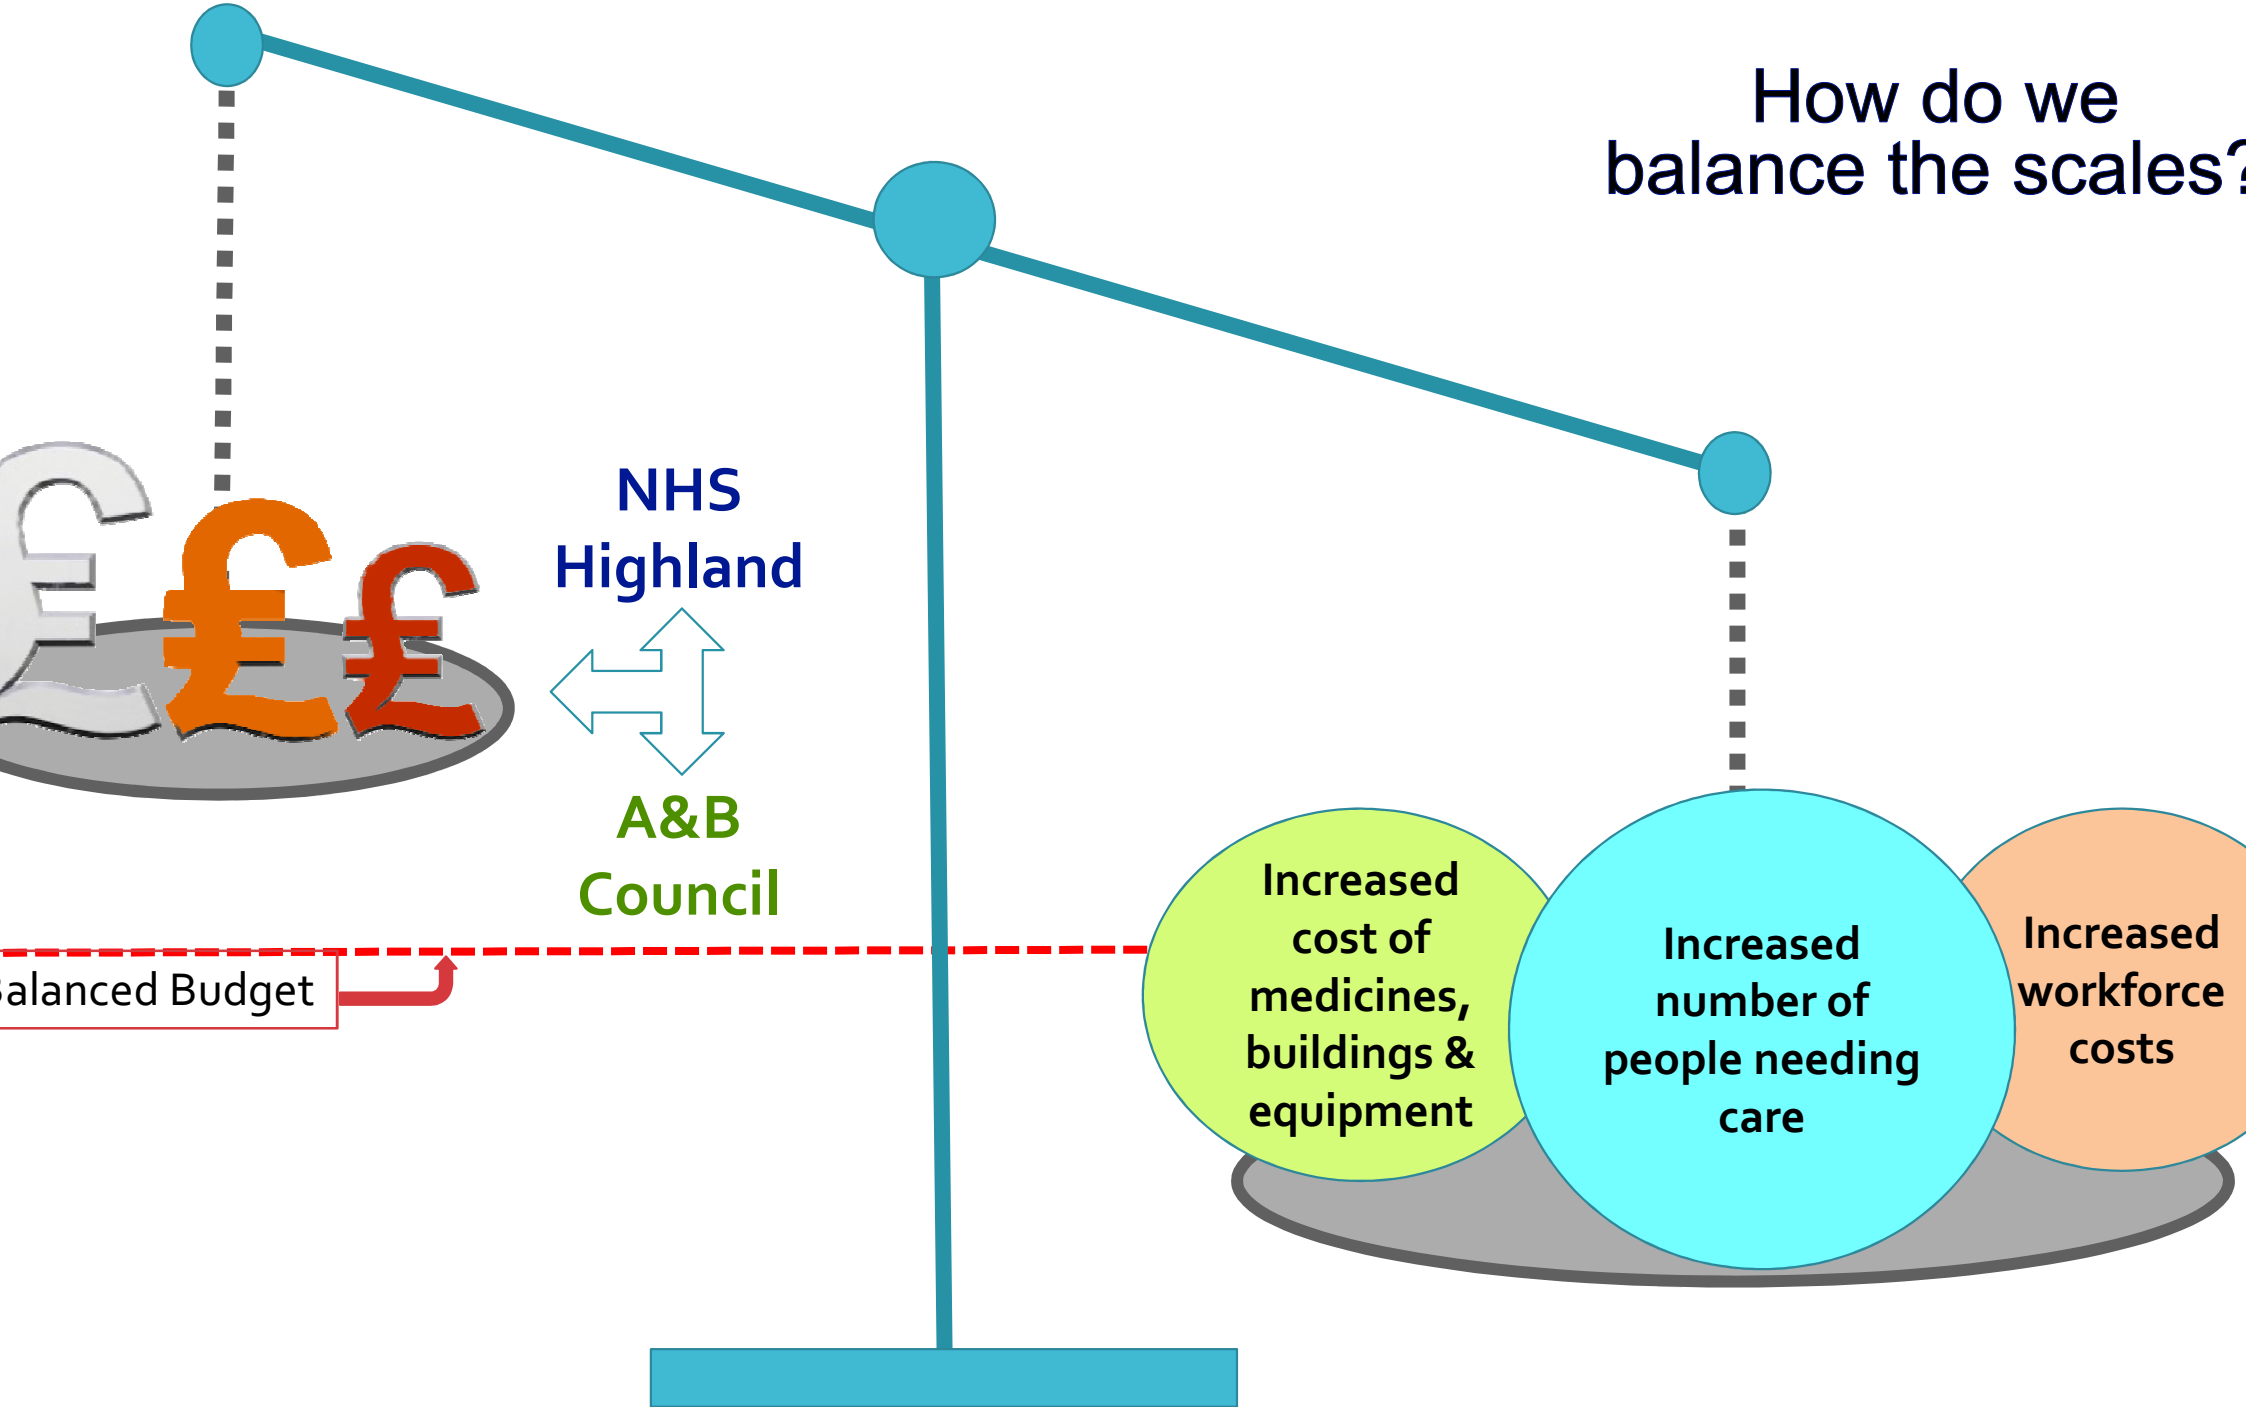 How do we
balance the scales?
NHS
Highland
A&B
Council
Balanced Budget
Increased
cost of
medicines,
buildings &
equipment
Increased
number of
people needing
care
Increased
workforce
costs